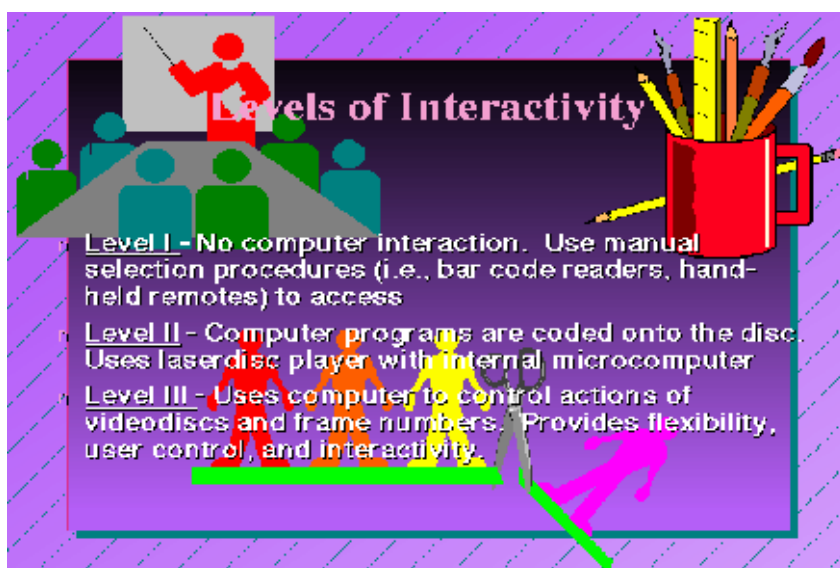 Levels of Interactivity
Level I - No computer interaction. Use manual
selection procedures (i.e., bar code readers, hand-
held remotes) to access
Level II - Computer programs are coded onto the disc.
Uses laserdisc player with internal microcomputer
Level III - Uses computer to control actions of
videodiscs and frame numbers. Provides flexibility,
user control, and interactivity.